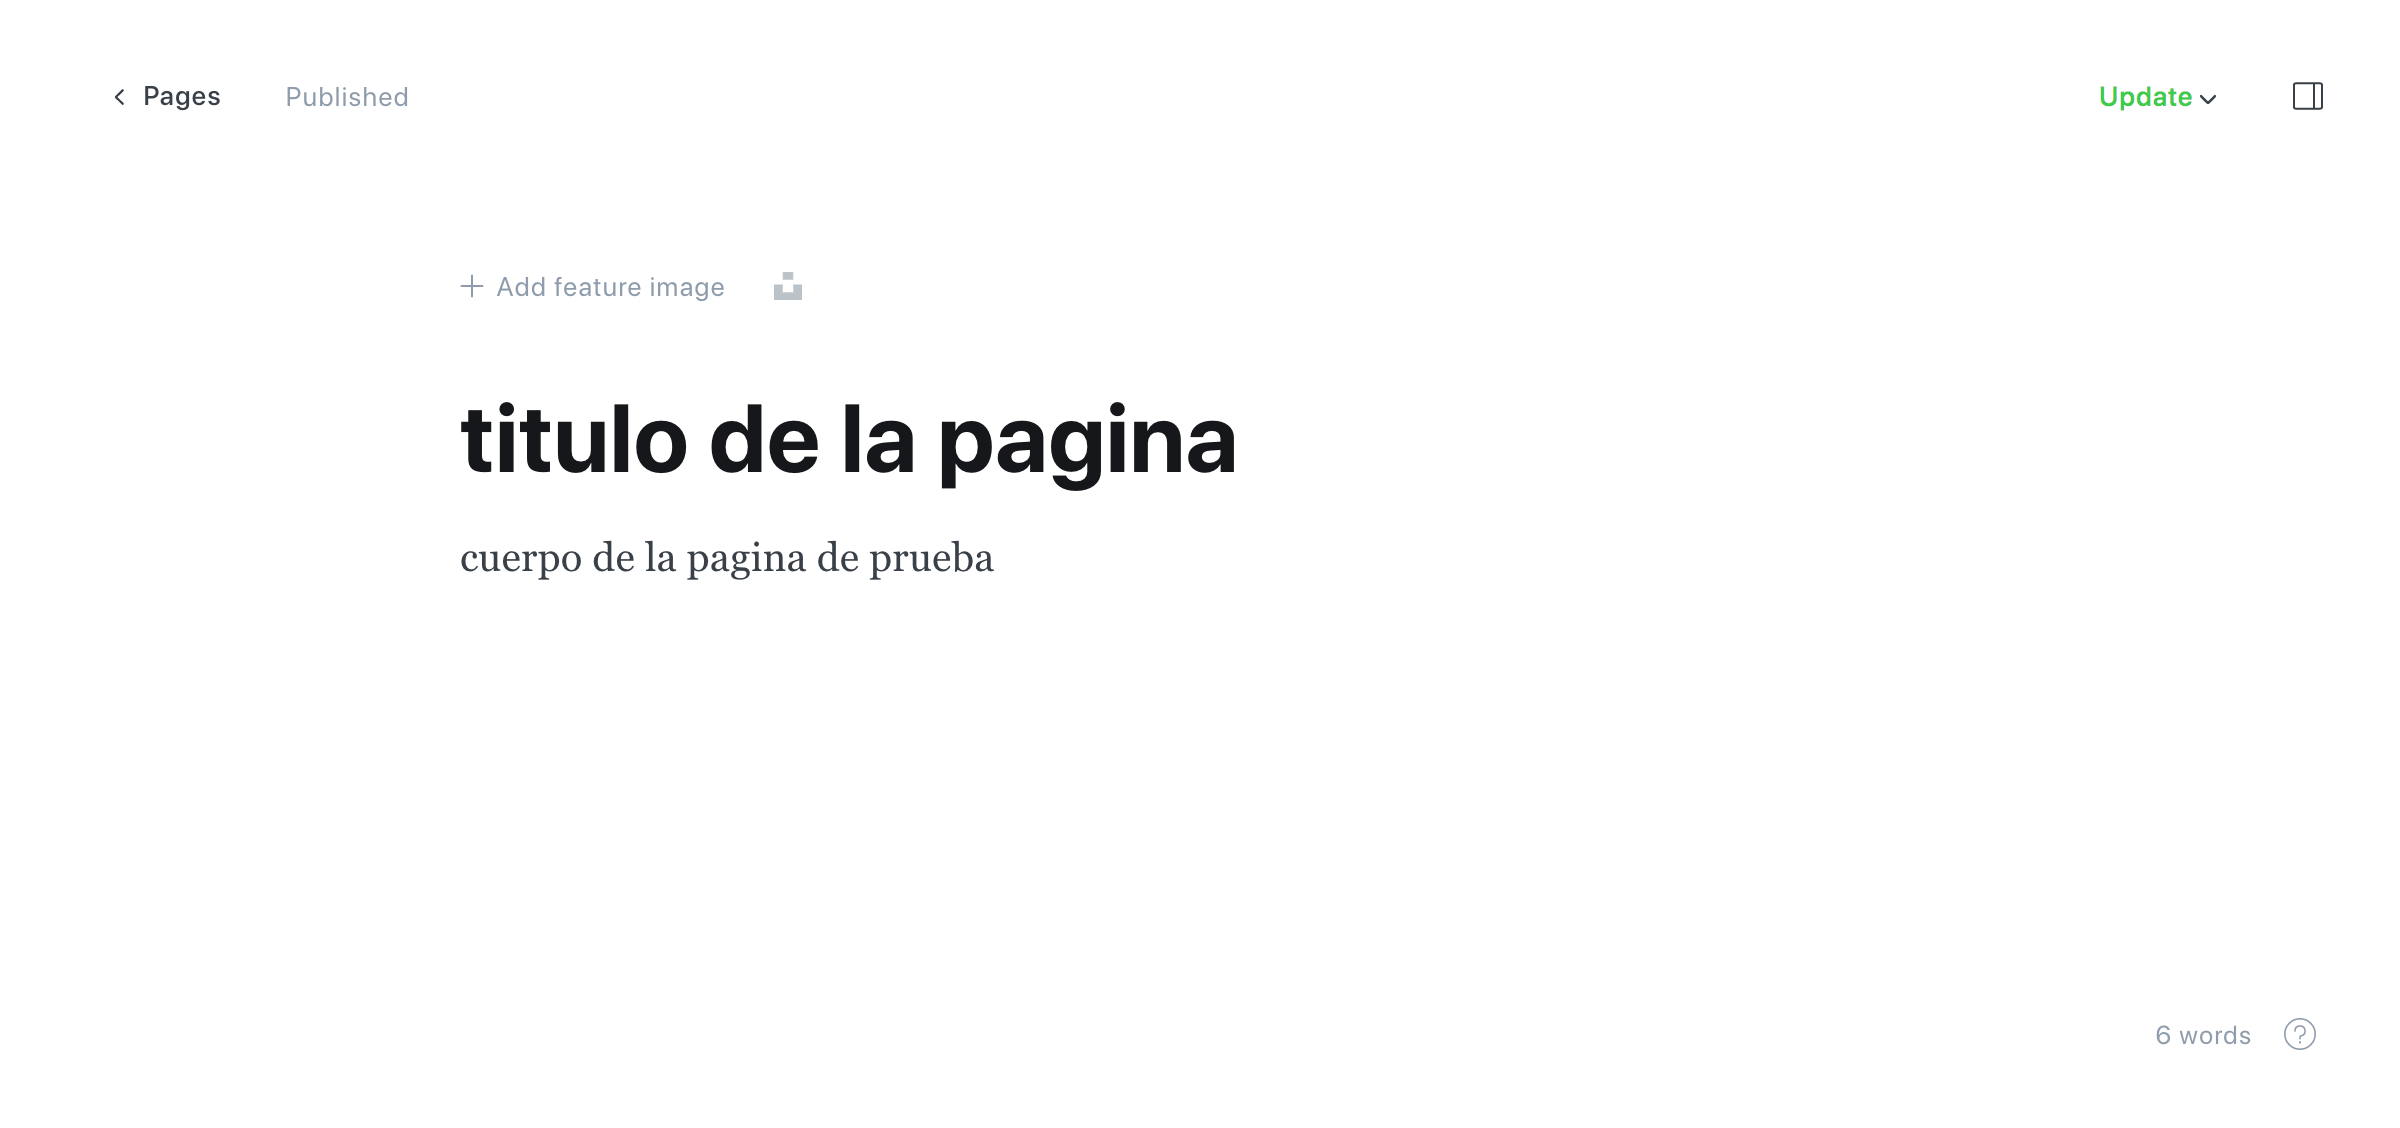 Pages
Published
Update
Add feature image
titulo de la pagina
cuerpo de la pagina de prueba
6 words
?